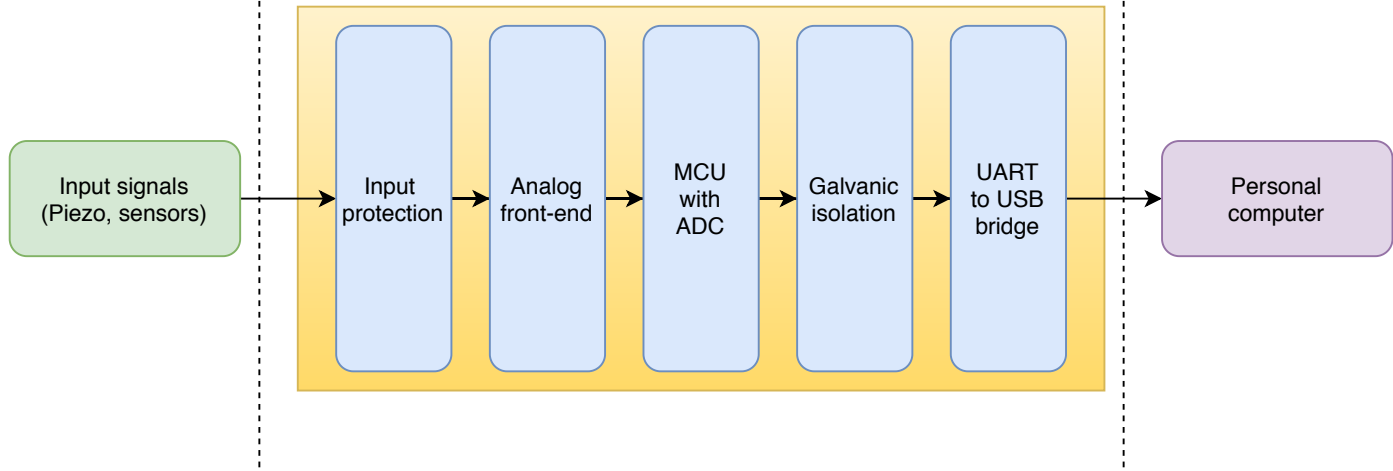 Input signals
(Piezo, sensors)
Input
protection
Analog
front-end
MCU
with
ADC
Galvanic
isolation
UART
to USB
bridge
Personal
computer